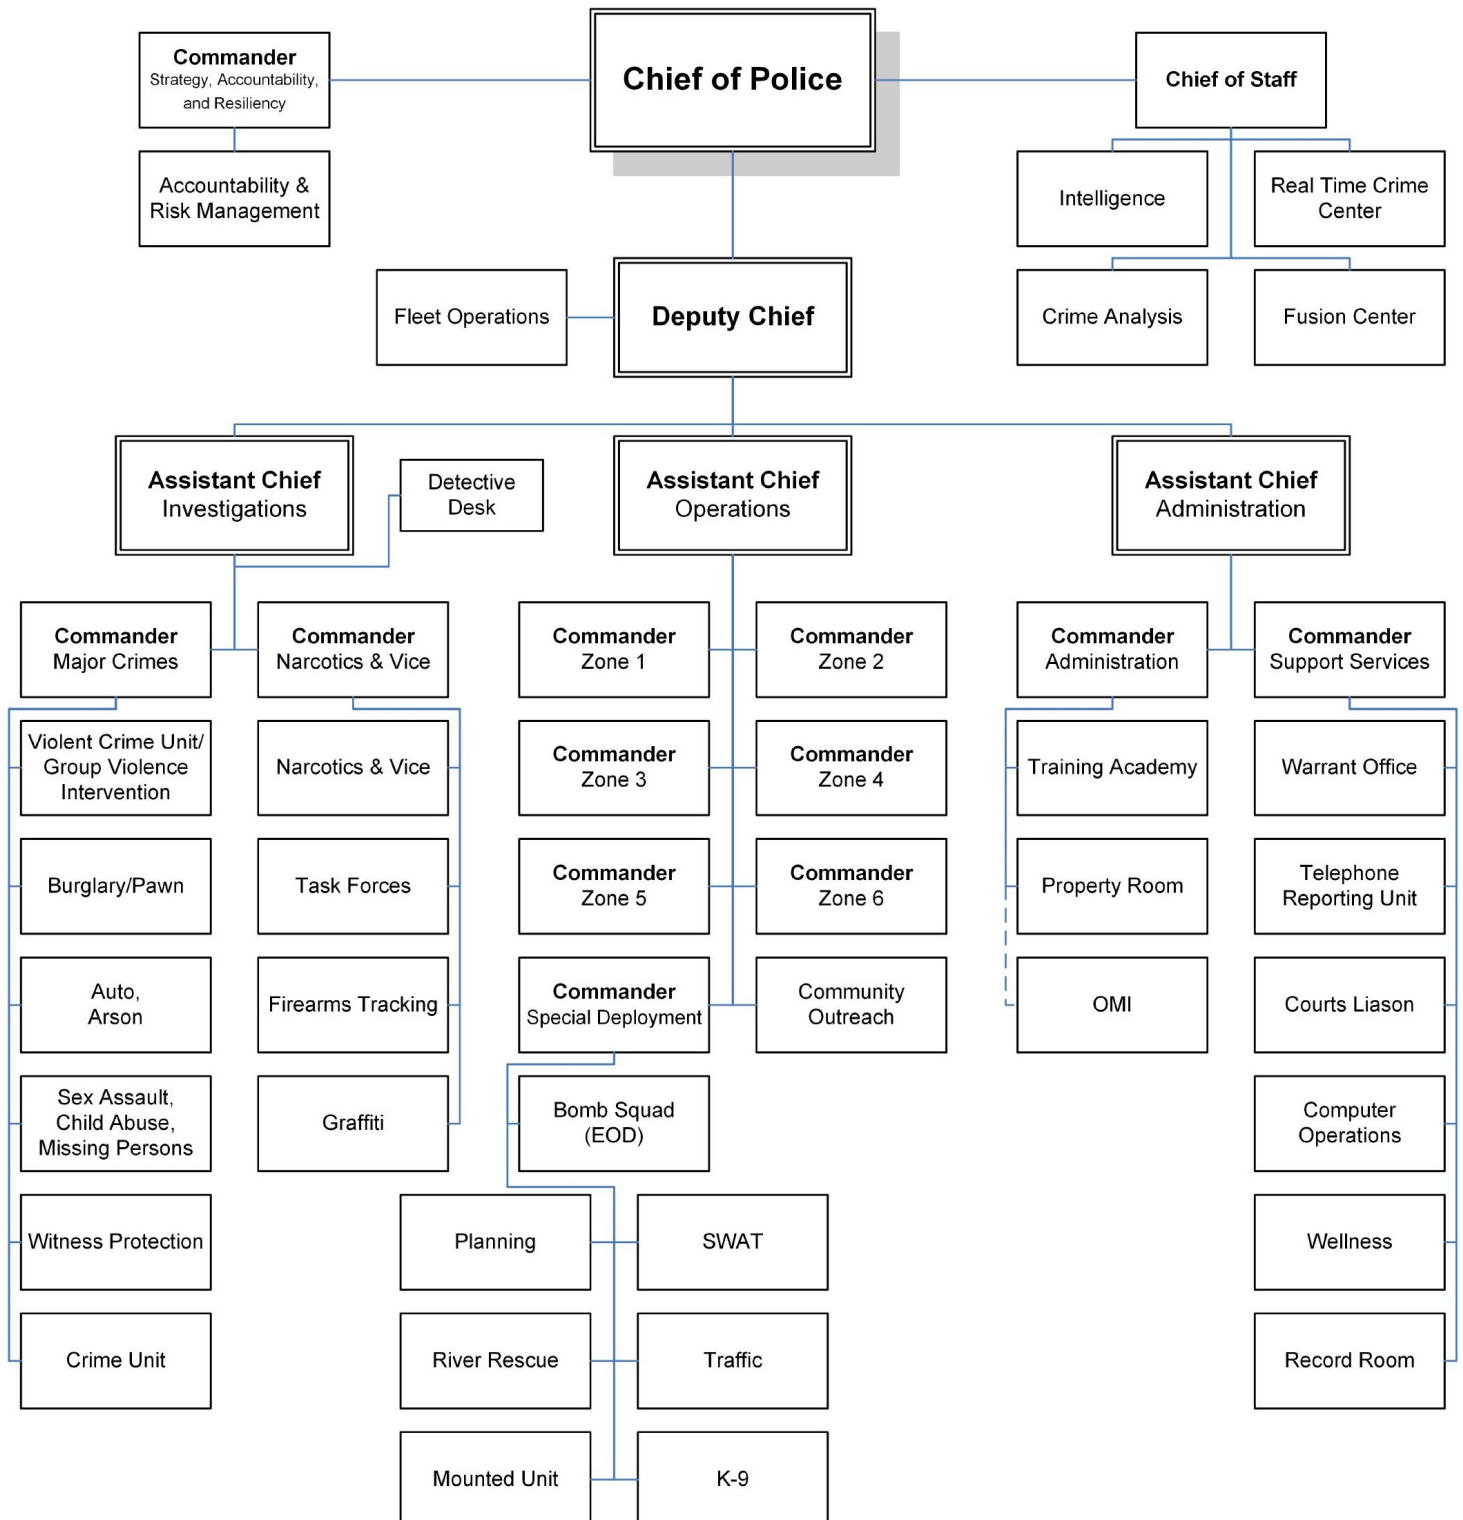 Commander
Strategy, Accountability,
and Resiliency
Chief of Police
Chief of Staff
Accountability &
Risk Management
Intelligence
Real Time Crime
Center
Fleet Operations
Deputy Chief
Crime Analysis
Fusion Center
Assistant Chief
Investigations
Detective
Desk
Assistant Chief
Operations
Assistant Chief
Administration
Commander
Major Crimes
Commander
Narcotics & Vice
Commander
Zone 1
Commander
Zone 2
Commander
Administration
Commander
Support Services
Violent Crime Unit/
Group Violence
Intervention
Narcotics & Vice
Commander
Zone 3
Commander
Zone 4
Training Academy
Warrant Office
Burglary/Pawn
Task Forces
Commander
Zone 5
Commander
Zone 6
Property Room
Telephone
Reporting Unit
Auto,
Arson
Firearms Tracking
Commander
Special Deployment
Community
Outreach
OMI
Courts Liason
Sex Assault,
Child Abuse,
Missing Persons
Graffiti
Bomb Squad
(EOD)
Computer
Operations
Witness Protection
Planning
SWAT
Wellness
Crime Unit
River Rescue
Traffic
Record Room
Mounted Unit
K-9